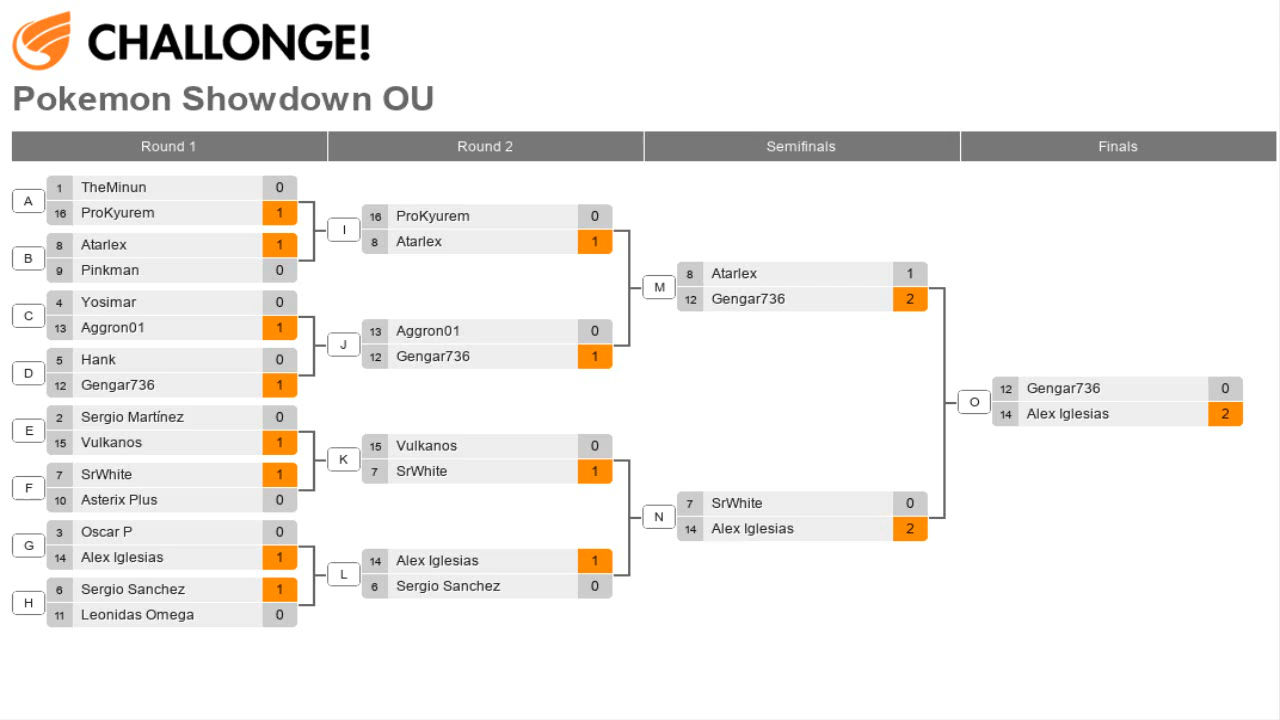 CHALLONGE!
Pokemon Showdown OU
Round 1 Round 2 Semifinals Finals
A
1 TheMinun 0
16 ProKyurem 1
B
8 Atarlex 1
9 Pinkman 0
C
4 Yosimar 0
13 Aggron01 1
D
5 Hank 0
12 Gengar736 1
E
2 Sergio Martínez 0
15 Vulkanos 1
F
7 SrWhite 1
10 Asterix Plus 0
G
3 Oscar P 0
14 Alex Iglesias 1
H
6 Sergio Sanchez 1
11 Leonidas Omega 0
I
16 ProKyurem 0
8 Atarlex 1
J
13 Aggron01 0
12 Gengar736 1
K
15 Vulkanos 0
7 SrWhite 1
L
14 Alex Iglesias 1
6 Sergio Sanchez 0
M
8 Atarlex 1
12 Gengar736 2
N
7 SrWhite 0
14 Alex Iglesias 2
O
12 Gengar736 0
14 Alex Iglesias 2